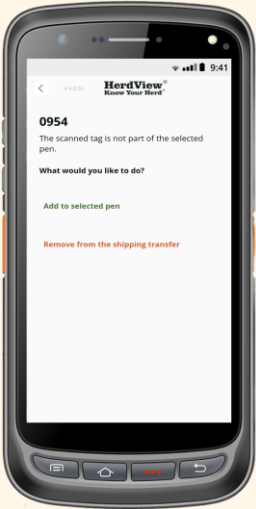 9:41
HerdView®
Know Your Herd
0954
The scanned tag is not part of the selected
pen.
What would you like to do?
Add to selected pen
Remove from the shipping transfer